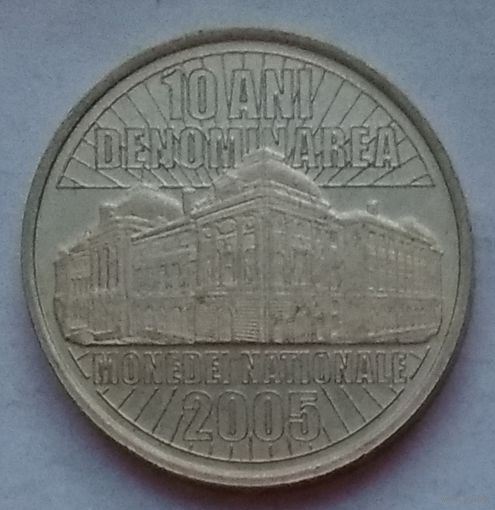 10 ANI
DENOMINAREA
MONEDEI NATIONALE
2005